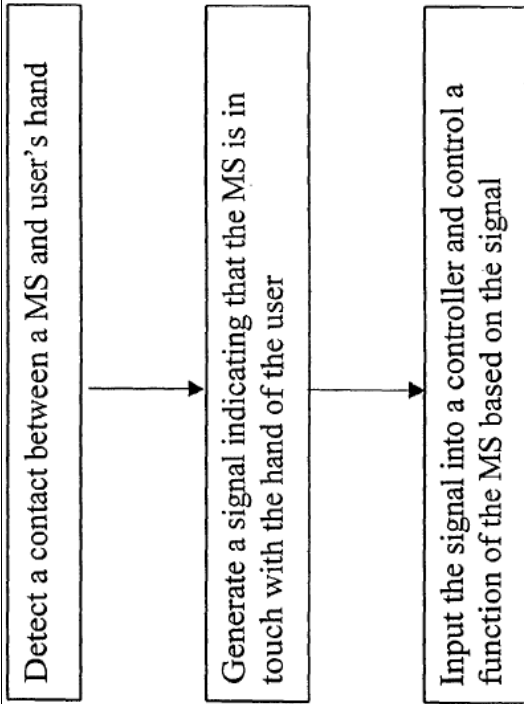 Detect a contact between a MS and user's hand
Generate a signal indicating that the MS is in
touch with the hand of the user
Input the signal into a controller and control a
function of the MS based on the signal